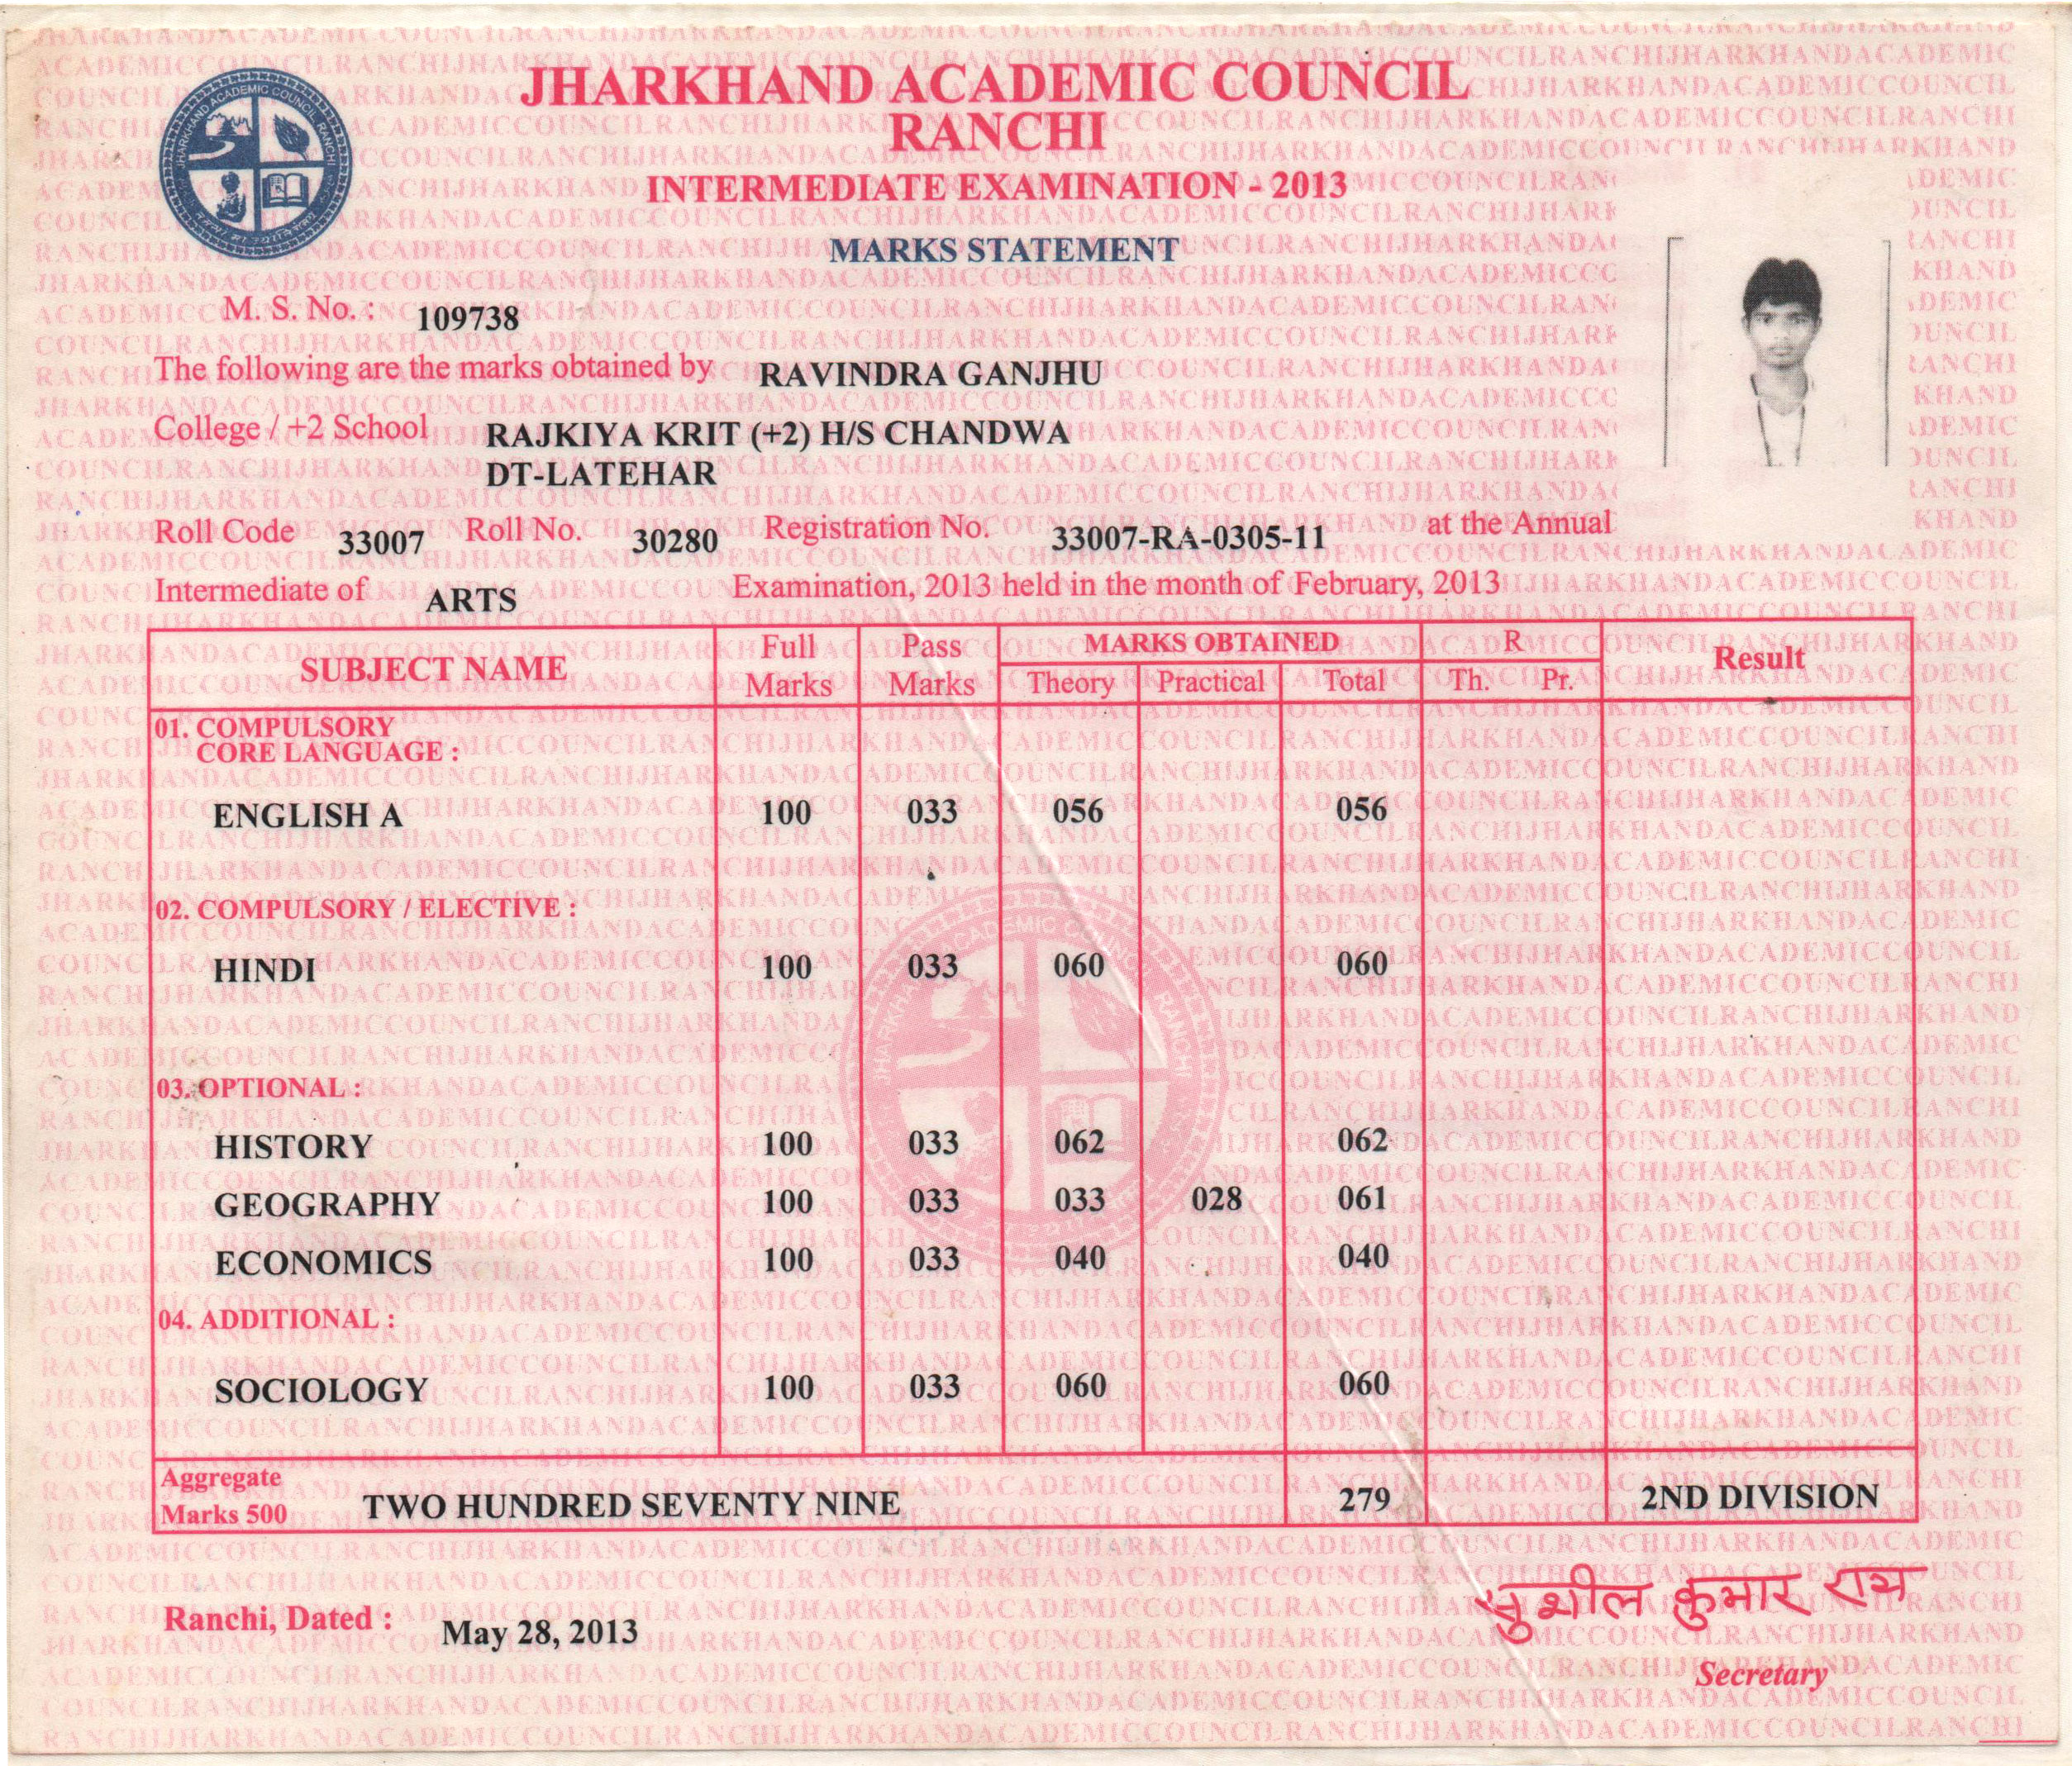 JHARKHAND ACADEMIC COUNCIL
RANCHI
INTERMEDIATE EXAMINATION - 2013
MARKS STATEMENT
JHARKHAND ACADEMIC COUNCIL, RANCHI
M. S. No. : 109738
The following are the marks obtained by RAVINDRA GANJHU
College / +2 School RAJKIYA KRIT (+2) H/S CHANDWA
DT-LATEHAR
Roll Code 33007 Roll No. 30280 Registration No. 33007-RA-0305-11 at the Annual
Intermediate of ARTS Examination, 2013 held in the month of February, 2013
SUBJECT NAME Full Marks Pass Marks MARKS OBTAINED R Result
Theory Practical Total Th. Pr.
01. COMPULSORY
CORE LANGUAGE :
ENGLISH A 100 033 056 056
02. COMPULSORY / ELECTIVE :
HINDI 100 033 060 060
03. OPTIONAL :
HISTORY 100 033 062 062
GEOGRAPHY 100 033 033 028 061
ECONOMICS 100 033 040 040
04. ADDITIONAL :
SOCIOLOGY 100 033 060 060
Aggregate
Marks 500 TWO HUNDRED SEVENTY NINE 279 2ND DIVISION
सुशील कुमार राय
Ranchi, Dated : May 28, 2013
Secretary